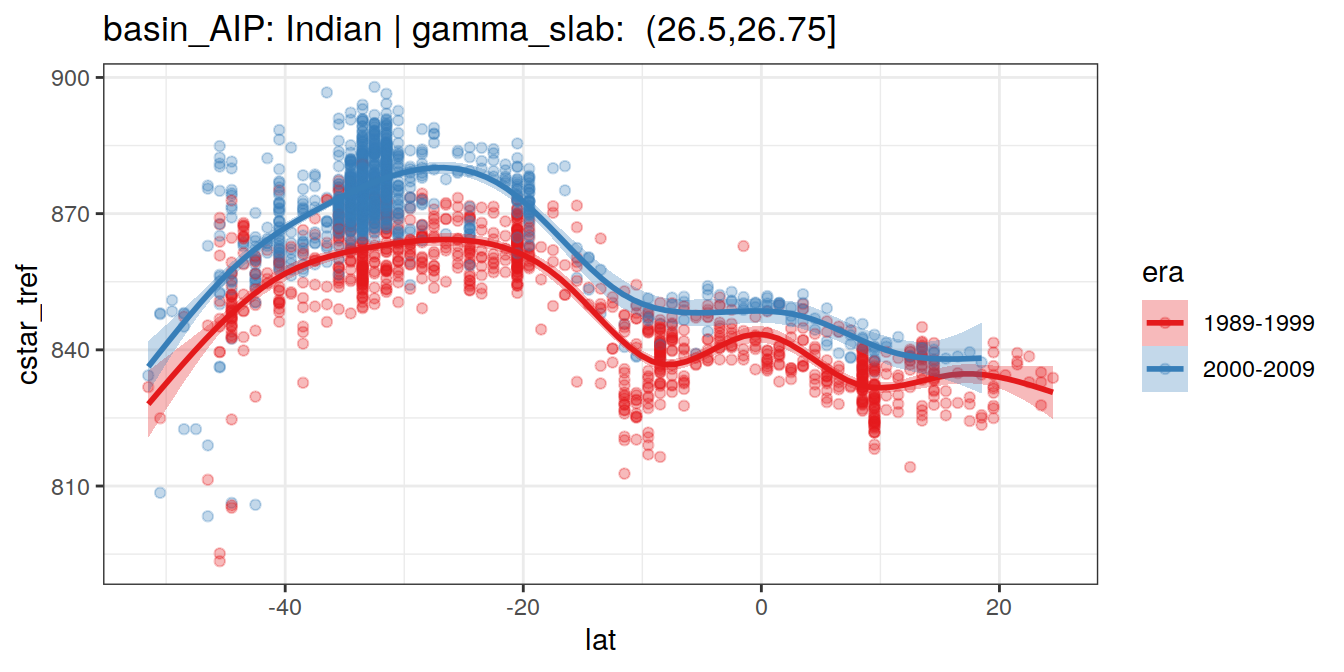 basin_AIP: Indian | gamma_slab:  (26.5,26.75]
900
870
840
810
cstar_tref
-40
-20
0
20
lat
era
1989-1999
2000-2009